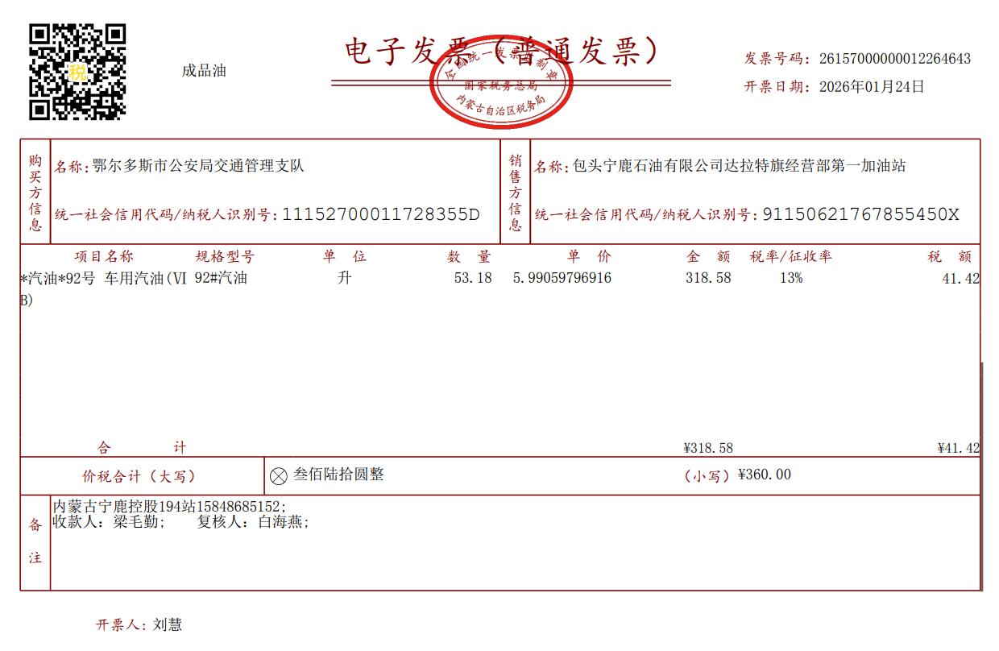 税
成品油
电子发票（普通发票）
全国统一发票监制章
国家税务总局
内蒙古自治区税务局
发票号码：26157000000012264643
开票日期：2026年01月24日
购买方信息
名称：鄂尔多斯市公安局交通管理支队
统一社会信用代码/纳税人识别号：11152700011728355D
销售方信息
名称：包头宁鹿石油有限公司达拉特旗经营部第一加油站
统一社会信用代码/纳税人识别号：91150621767855450X
项目名称 规格型号 单位 数量 单价 金额 税率/征收率 税额
*汽油*92号 车用汽油(VI 92#汽油 升 53.18 5.99059796916 318.58 13% 41.42
B)
合计 ¥318.58 ¥41.42
价税合计（大写） ⊗ 叁佰陆拾圆整 （小写）¥360.00
备注
内蒙古宁鹿控股194站15848685152;
收款人：梁毛勤; 复核人：白海燕;
开票人：刘慧